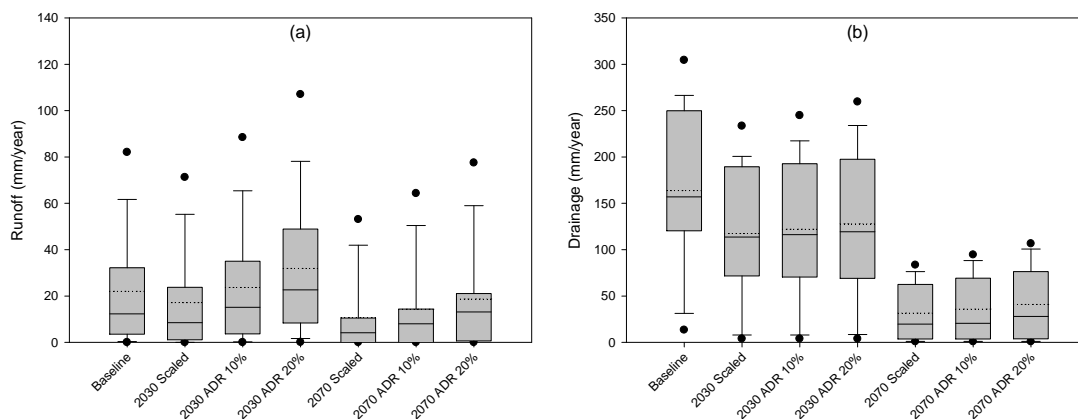 (a)
Runoff (mm/year)
140
120
100
80
60
40
20
0
Baseline
2030 Scaled
2030 ADR 10%
2030 ADR 20%
2070 Scaled
2070 ADR 10%
2070 ADR 20%
(b)
Drainage (mm/year)
350
300
250
200
150
100
50
0
Baseline
2030 Scaled
2030 ADR 10%
2030 ADR 20%
2070 Scaled
2070 ADR 10%
2070 ADR 20%